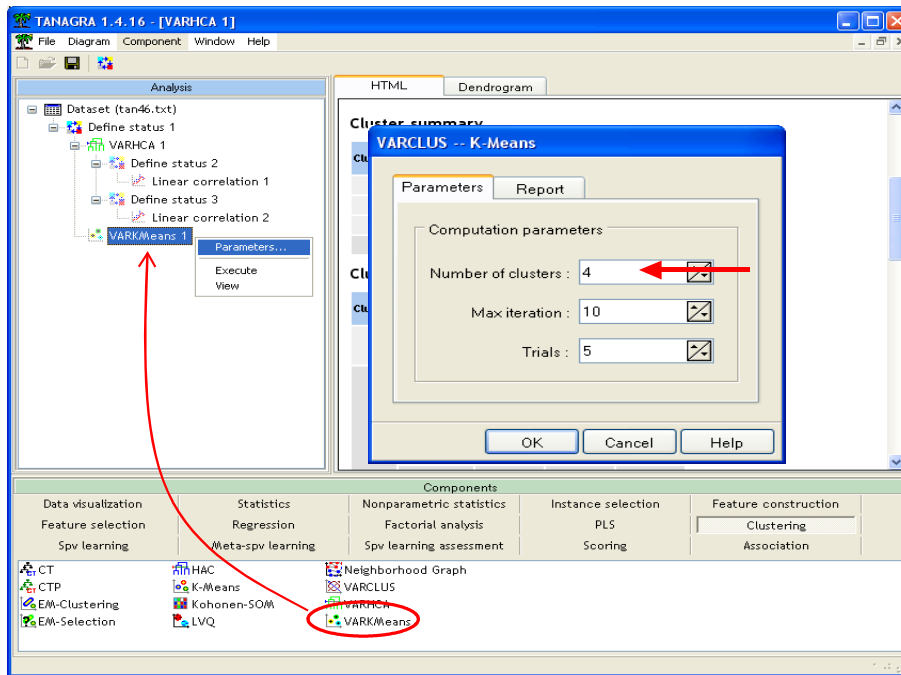 TANAGRA 1.4.16 - [VARHCA 1]
File Diagram Component Window Help
Analysis
Dataset (tan46.txt)
Define status 1
VARHCA 1
Define status 2
Linear correlation 1
Define status 3
Linear correlation 2
VARKMeans 1
Parameters...
Execute
View
HTML Dendrogram
Cluster summary
VARCLUS -- K-Means
Parameters Report
Computation parameters
Number of clusters : 4
Max iteration : 10
Trials : 5
OK Cancel Help
Components
Data visualization Statistics Nonparametric statistics Instance selection Feature construction
Feature selection Regression Factorial analysis PLS Clustering
Spv learning Meta-spv learning Spv learning assessment Scoring Association
CT HAC Neighborhood Graph
CTP K-Means VARCLUS
EM-Clustering Kohonen-SOM VARHCA
EM-Selection LVQ VARKMeans